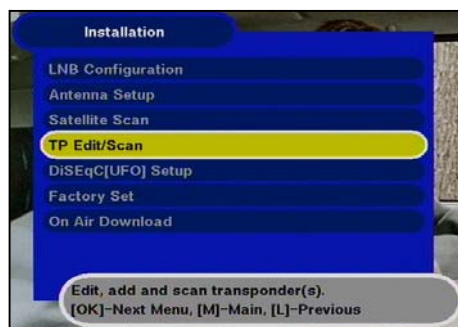 Installation
LNB Configuration
Antenna Setup
Satellite Scan
TP Edit/Scan
DiSEqC[UFO] Setup
Factory Set
On Air Download
Edit, add and scan transponder(s).
[OK]-Next Menu, [M]-Main, [L]-Previous